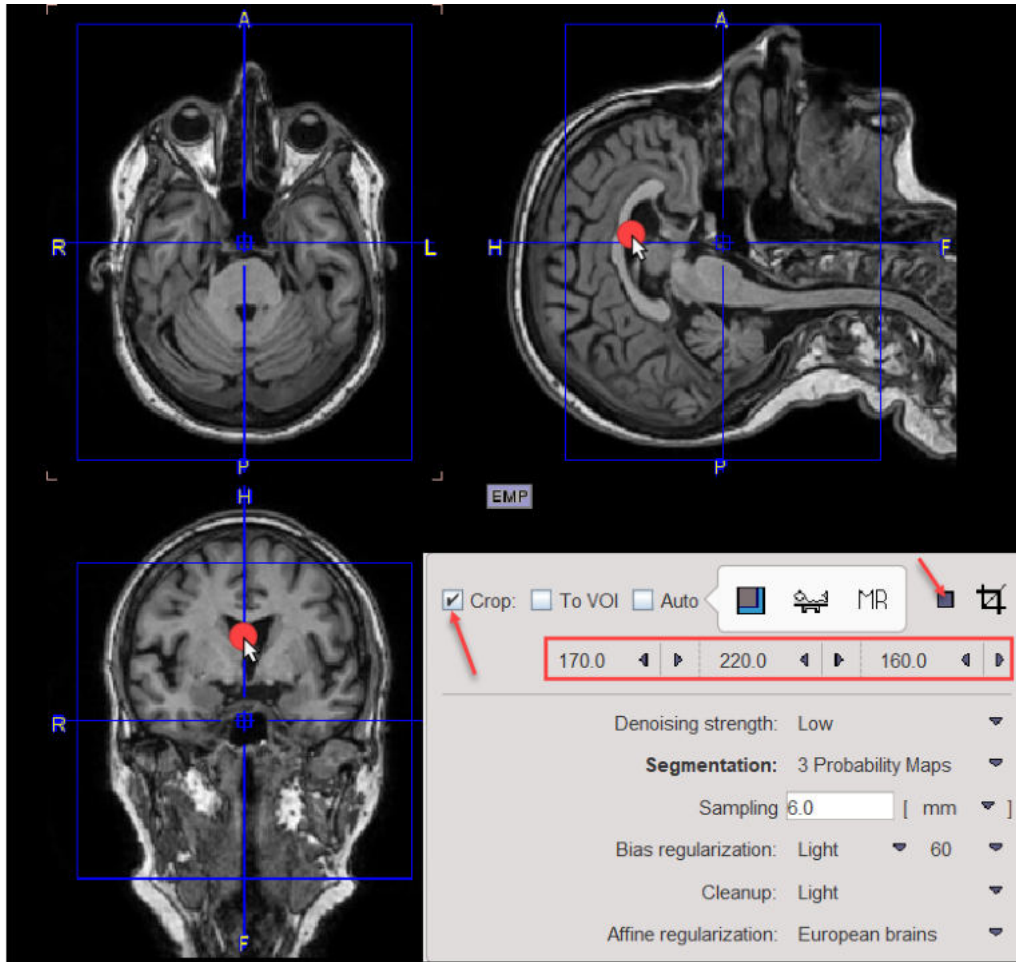 A
A
R
L
H
F
P
P
H
EMP
Crop: To VOI Auto MR
170.0 220.0 160.0
R
Denoising strength: Low
Segmentation: 3 Probability Maps
Sampling 6.0 [ mm ]
Bias regularization: Light 60
Cleanup: Light
Affine regularization: European brains
F